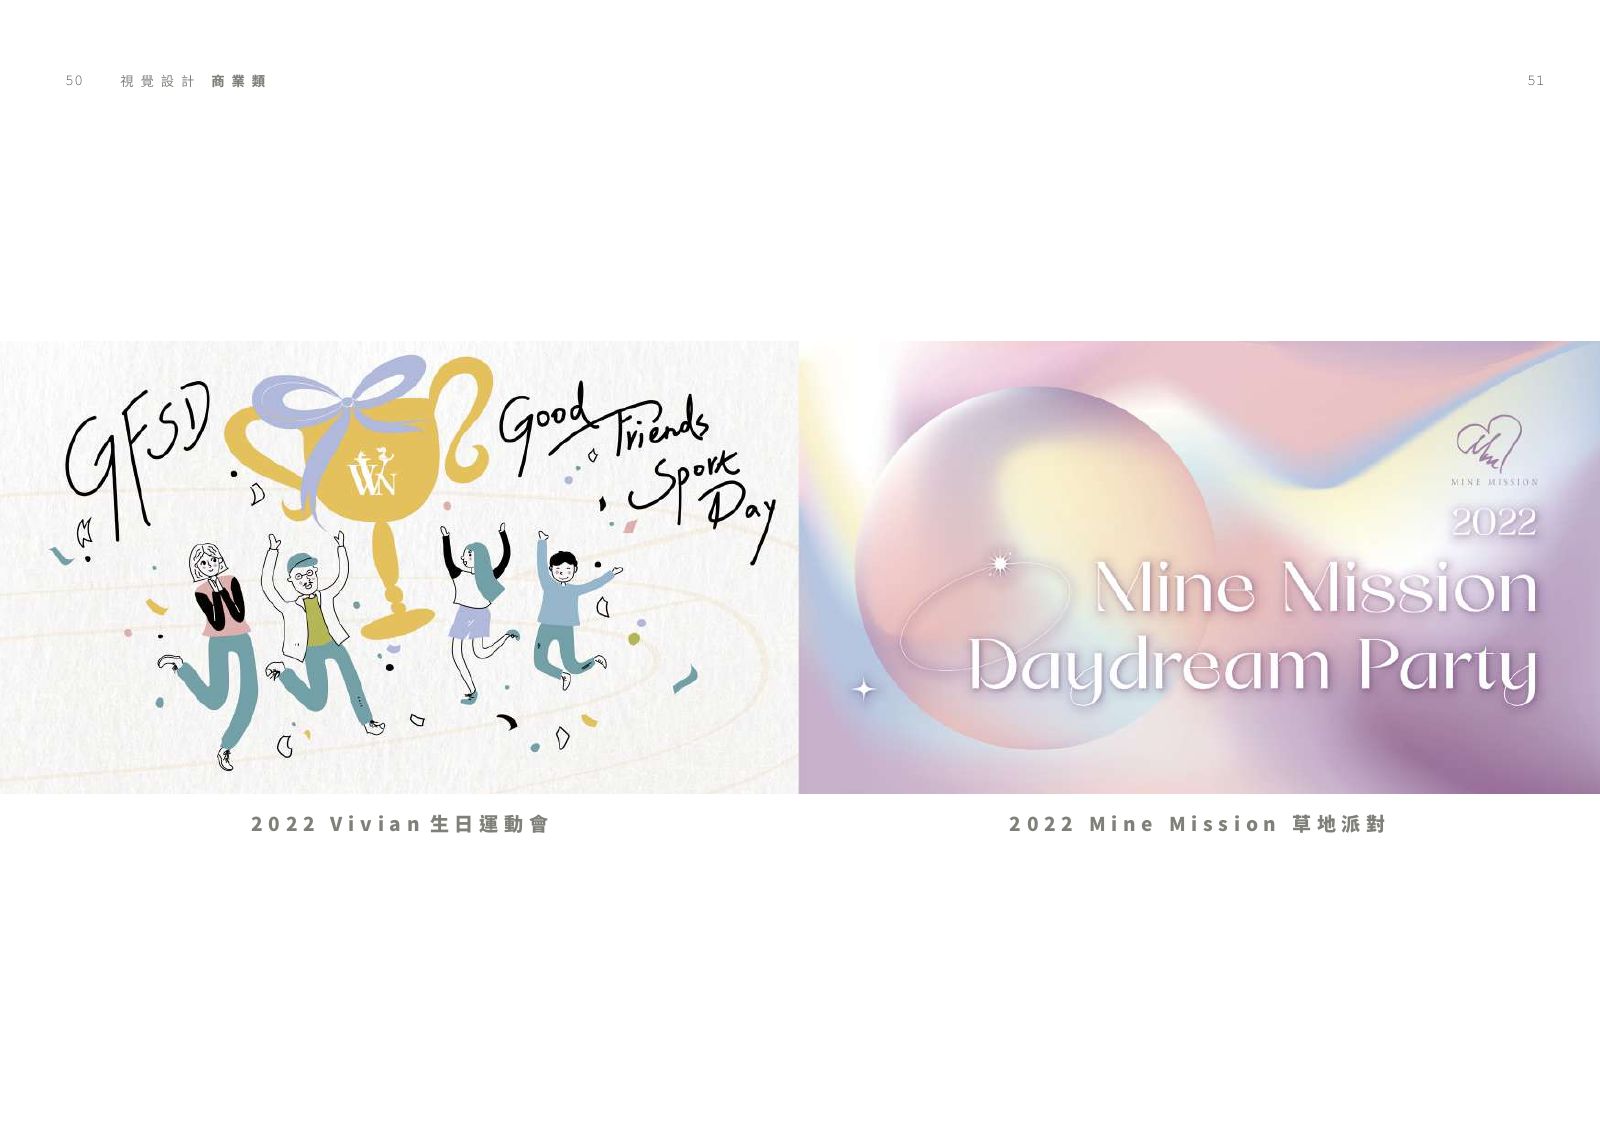 50 視覺設計 商業類
51
GFSD
Good Friends
Sport
Day
WN
2022 Vivian 生日運動會
MINE MISSION
2022
Mine Mission
Daydream Party
2022 Mine Mission 草地派對